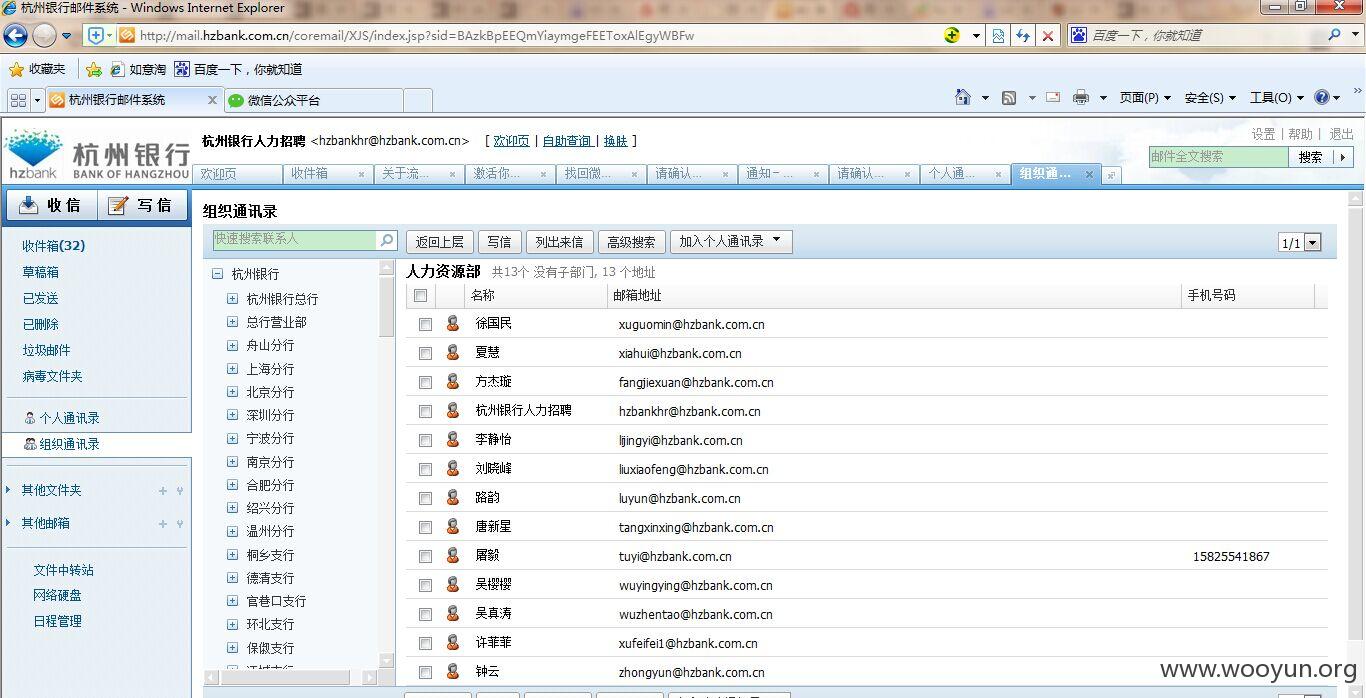 杭州银行邮件系统 - Windows Internet Explorer
http://mail.hzbank.com.cn/coremail/XJS/index.jsp?sid=BAzkBpEEQmYiaymgeFEEToxAlEgyWBFw
百度一下，你就知道
收藏夹 如意淘 百度一下，你就知道
杭州银行邮件系统 微信公众平台
页面(P) 安全(S) 工具(O)
设置 | 帮助 | 退出
hzbank 杭州银行 BANK OF HANGZHOU
杭州银行人力招聘 <hzbankhr@hzbank.com.cn> [ 欢迎页 | 自助查询 | 换肤 ]
邮件全文搜索 搜索
欢迎页 收件箱 关于流... 激活你... 找回微... 请确认... 通知－... 请确认... 个人通... 组织通...
收信 写信
组织通讯录
快速搜索联系人 返回上层 写信 列出来信 高级搜索 加入个人通讯录 1/1
收件箱(32)
草稿箱
已发送
已删除
垃圾邮件
病毒文件夹
个人通讯录
组织通讯录
其他文件夹
其他邮箱
文件中转站
网络硬盘
日程管理
杭州银行
杭州银行总行
总行营业部
舟山分行
上海分行
北京分行
深圳分行
宁波分行
南京分行
合肥分行
绍兴分行
温州分行
桐乡支行
德清支行
官巷口支行
环北支行
保俶支行
人力资源部 共13个 没有子部门, 13 个地址
名称 邮箱地址 手机号码
徐国民 xuguomin@hzbank.com.cn
夏慧 xiahui@hzbank.com.cn
方杰璇 fangjiexuan@hzbank.com.cn
杭州银行人力招聘 hzbankhr@hzbank.com.cn
李静怡 ljingyi@hzbank.com.cn
刘晓峰 liuxiaofeng@hzbank.com.cn
路韵 luyun@hzbank.com.cn
唐新星 tangxinxing@hzbank.com.cn
屠毅 tuyi@hzbank.com.cn 15825541867
吴樱樱 wuyingying@hzbank.com.cn
吴真涛 wuzhentao@hzbank.com.cn
许菲菲 xufeifei1@hzbank.com.cn
钟云 zhongyun@hzbank.com.cn
www.wooyun.org